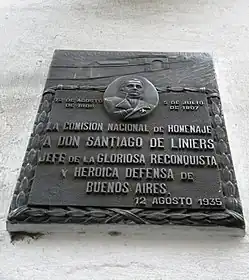 12 DE AGOSTO 5 DE JULIO
DE 1806 DE 1807
LA COMISION NACIONAL DE HOMENAJE
A DON SANTIAGO DE LINIERS
JEFE DE LA GLORIOSA RECONQUISTA
Y HEROICA DEFENSA DE
BUENOS AIRES.
12 AGOSTO 1935